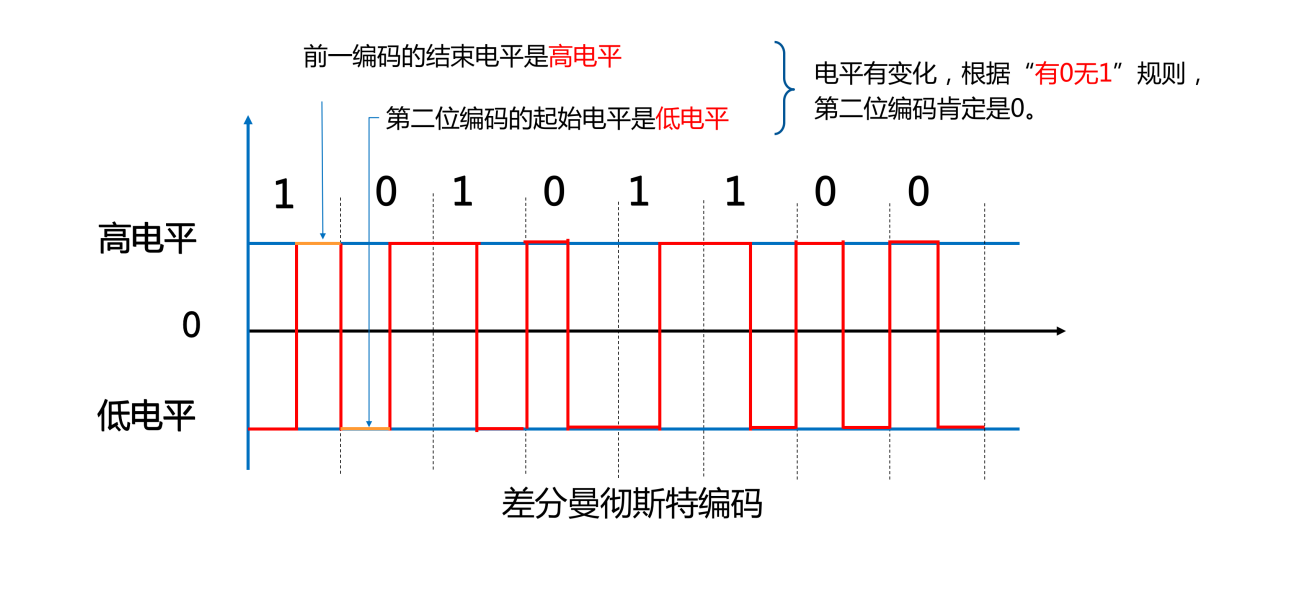 前一编码的结束电平是高电平
第二位编码的起始电平是低电平
电平有变化，根据“有0无1”规则，
第二位编码肯定是0。
1 0 1 0 1 1 0 0
高电平
0
低电平
差分曼彻斯特编码